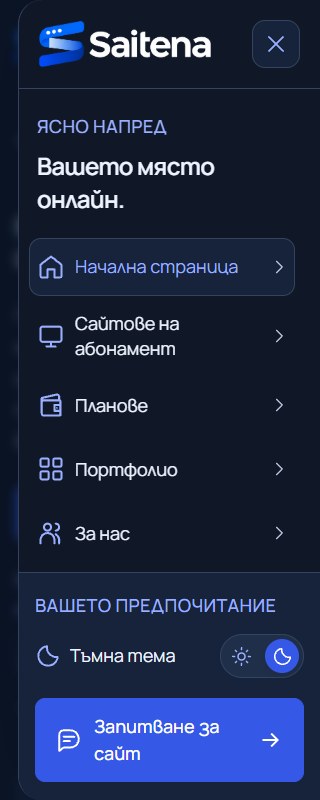 Saitena
ЯСНО НАПРЕД
Вашето място
онлайн.
Начална страница
Сайтове на
абонамент
Планове
Портфолио
За нас
ВАШЕТО ПРЕДПОЧИТАНИЕ
Тъмна тема
Запитване за
сайт